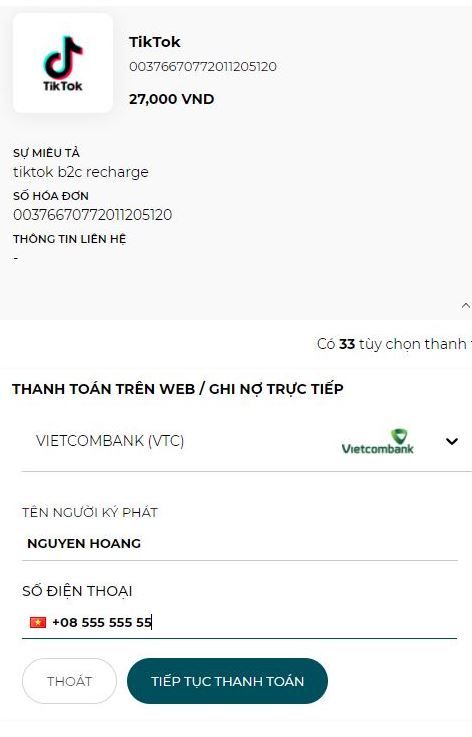 TikTok
TikTok
00376670772011205120
27,000 VND
SỰ MIÊU TẢ
tiktok b2c recharge
SỐ HÓA ĐƠN
00376670772011205120
THÔNG TIN LIÊN HỆ
-
Có 33 tùy chọn thanh
THANH TOÁN TRÊN WEB / GHI NỢ TRỰC TIẾP
VIETCOMBANK (VTC)
Vietcombank
TÊN NGƯỜI KÝ PHÁT
NGUYEN HOANG
SỐ ĐIỆN THOẠI
+08 555 555 55
THOÁT
TIẾP TỤC THANH TOÁN